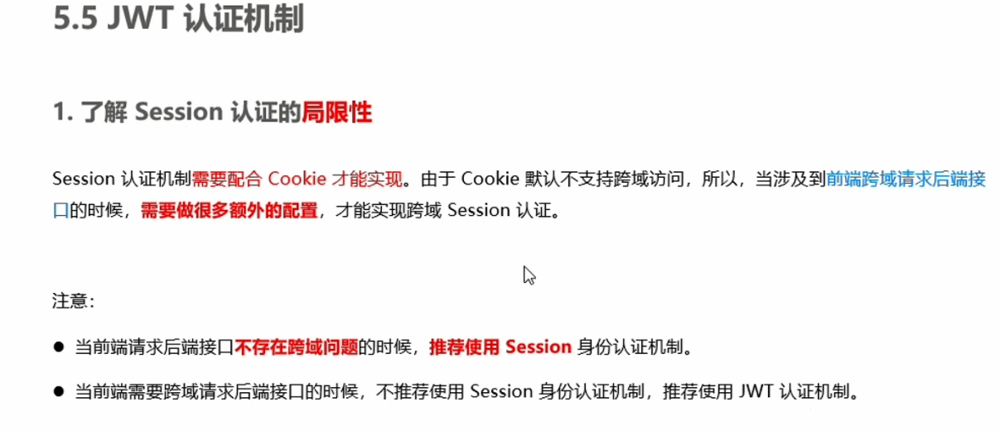 5.5 JWT 认证机制
1. 了解 Session 认证的局限性
Session 认证机制需要配合 Cookie 才能实现。由于 Cookie 默认不支持跨域访问，所以，当涉及到前端跨域请求后端接
口的时候，需要做很多额外的配置，才能实现跨域 Session 认证。
注意：
● 当前端请求后端接口不存在跨域问题的时候，推荐使用 Session 身份认证机制。
● 当前端需要跨域请求后端接口的时候，不推荐使用 Session 身份认证机制，推荐使用 JWT 认证机制。